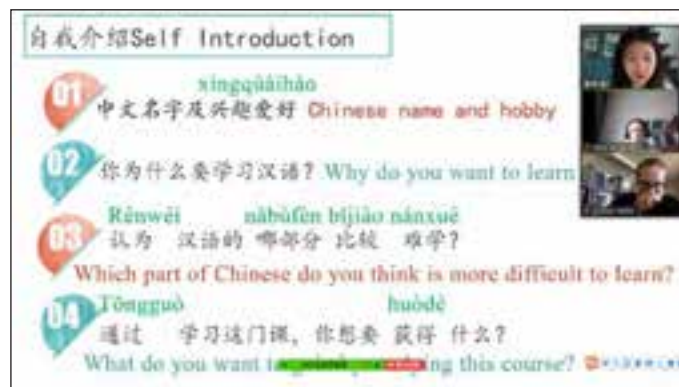 自我介绍Self Introduction
01
xìngqùàihào
中文名字及兴趣爱好 Chinese name and hobby
02
你为什么要学习汉语? Why do you want to learn
Rènwéi nǎbùfèn bǐjiào nánxué
03
认为 汉语的 哪部分 比较 难学?
Which part of Chinese do you think is more difficult to learn?
04
Tōngguò huòdé
通过 学习这门课, 你想要 获得 什么?
What do you want this course?